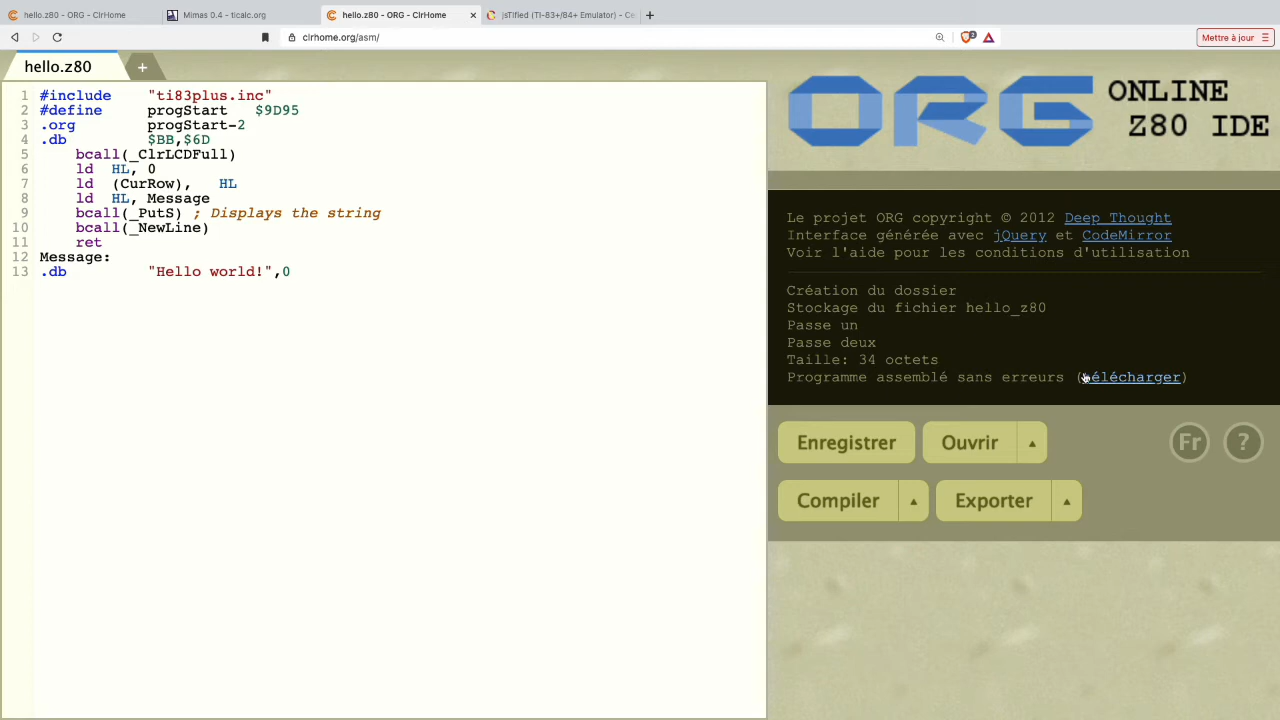 hello.z80 - ORG - ClrHome
Mimas 0.4 - ticalc.org
hello.z80 - ORG - ClrHome
jsTIfied (TI-83+/84+ Emulator) - Ce
clrhome.org/asm/
2
Mettre à jour
hello.z80
ORG
ONLINE
Z80 IDE
1 #include "ti83plus.inc"
2 #define progStart $9D95
3 .org progStart-2
4 .db $BB,$6D
5 bcall(_ClrLCDFull)
6 ld HL, 0
7 ld (CurRow), HL
8 ld HL, Message
9 bcall(_PutS) ; Displays the string
10 bcall(_NewLine)
11 ret
12 Message:
13 .db "Hello world!",0
Le projet ORG copyright © 2012 Deep Thought
Interface générée avec jQuery et CodeMirror
Voir l'aide pour les conditions d'utilisation
Création du dossier
Stockage du fichier hello_z80
Passe un
Passe deux
Taille: 34 octets
Programme assemblé sans erreurs (télécharger)
Enregistrer
Ouvrir
Fr
?
Compiler
Exporter